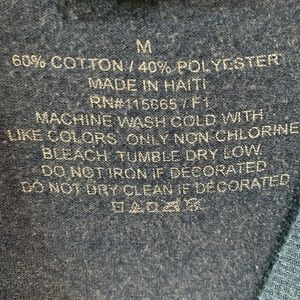 M
60% COTTON / 40% POLYESTER
MADE IN HAITI
RN#115665 / F1
MACHINE WASH COLD WITH
LIKE COLORS ONLY NON-CHLORINE
BLEACH TUMBLE DRY LOW
DO NOT IRON IF DECORATED
DO NOT DRY CLEAN IF DECORATED